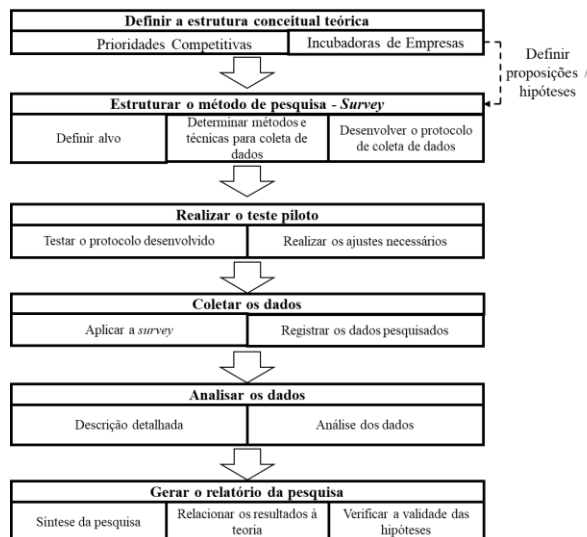 Definir a estrutura conceitual teórica
Prioridades Competitivas
Incubadoras de Empresas
Definir
proposições /
hipóteses
Estruturar o método de pesquisa - Survey
Definir alvo
Determinar métodos e
técnicas para coleta de
dados
Desenvolver o protocolo
de coleta de dados
Realizar o teste piloto
Testar o protocolo desenvolvido
Realizar os ajustes necessários
Coletar os dados
Aplicar a survey
Registrar os dados pesquisados
Analisar os dados
Descrição detalhada
Análise dos dados
Gerar o relatório da pesquisa
Síntese da pesquisa
Relacionar os resultados à
teoria
Verificar a validade das
hipóteses